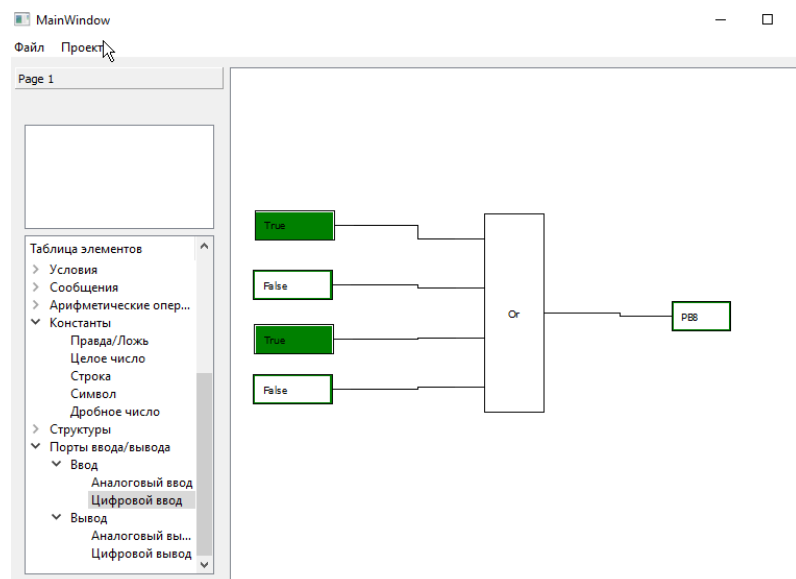 MainWindow
Файл Проект
Page 1
Таблица элементов
Условия
Сообщения
Арифметические опер...
Константы
Правда/Ложь
Целое число
Строка
Символ
Дробное число
Структуры
Порты ввода/вывода
Ввод
Аналоговый ввод
Цифровой ввод
Вывод
Аналоговый вы...
Цифровой вывод
True
False
True
False
Or
PB8